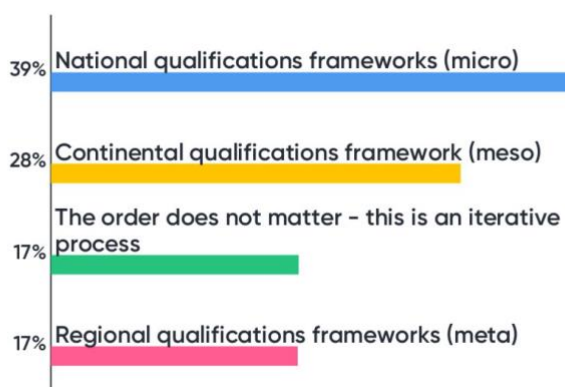 National qualifications frameworks (micro)
39%
Continental qualifications framework (meso)
28%
The order does not matter - this is an iterative
process
17%
Regional qualifications frameworks (meta)
17%